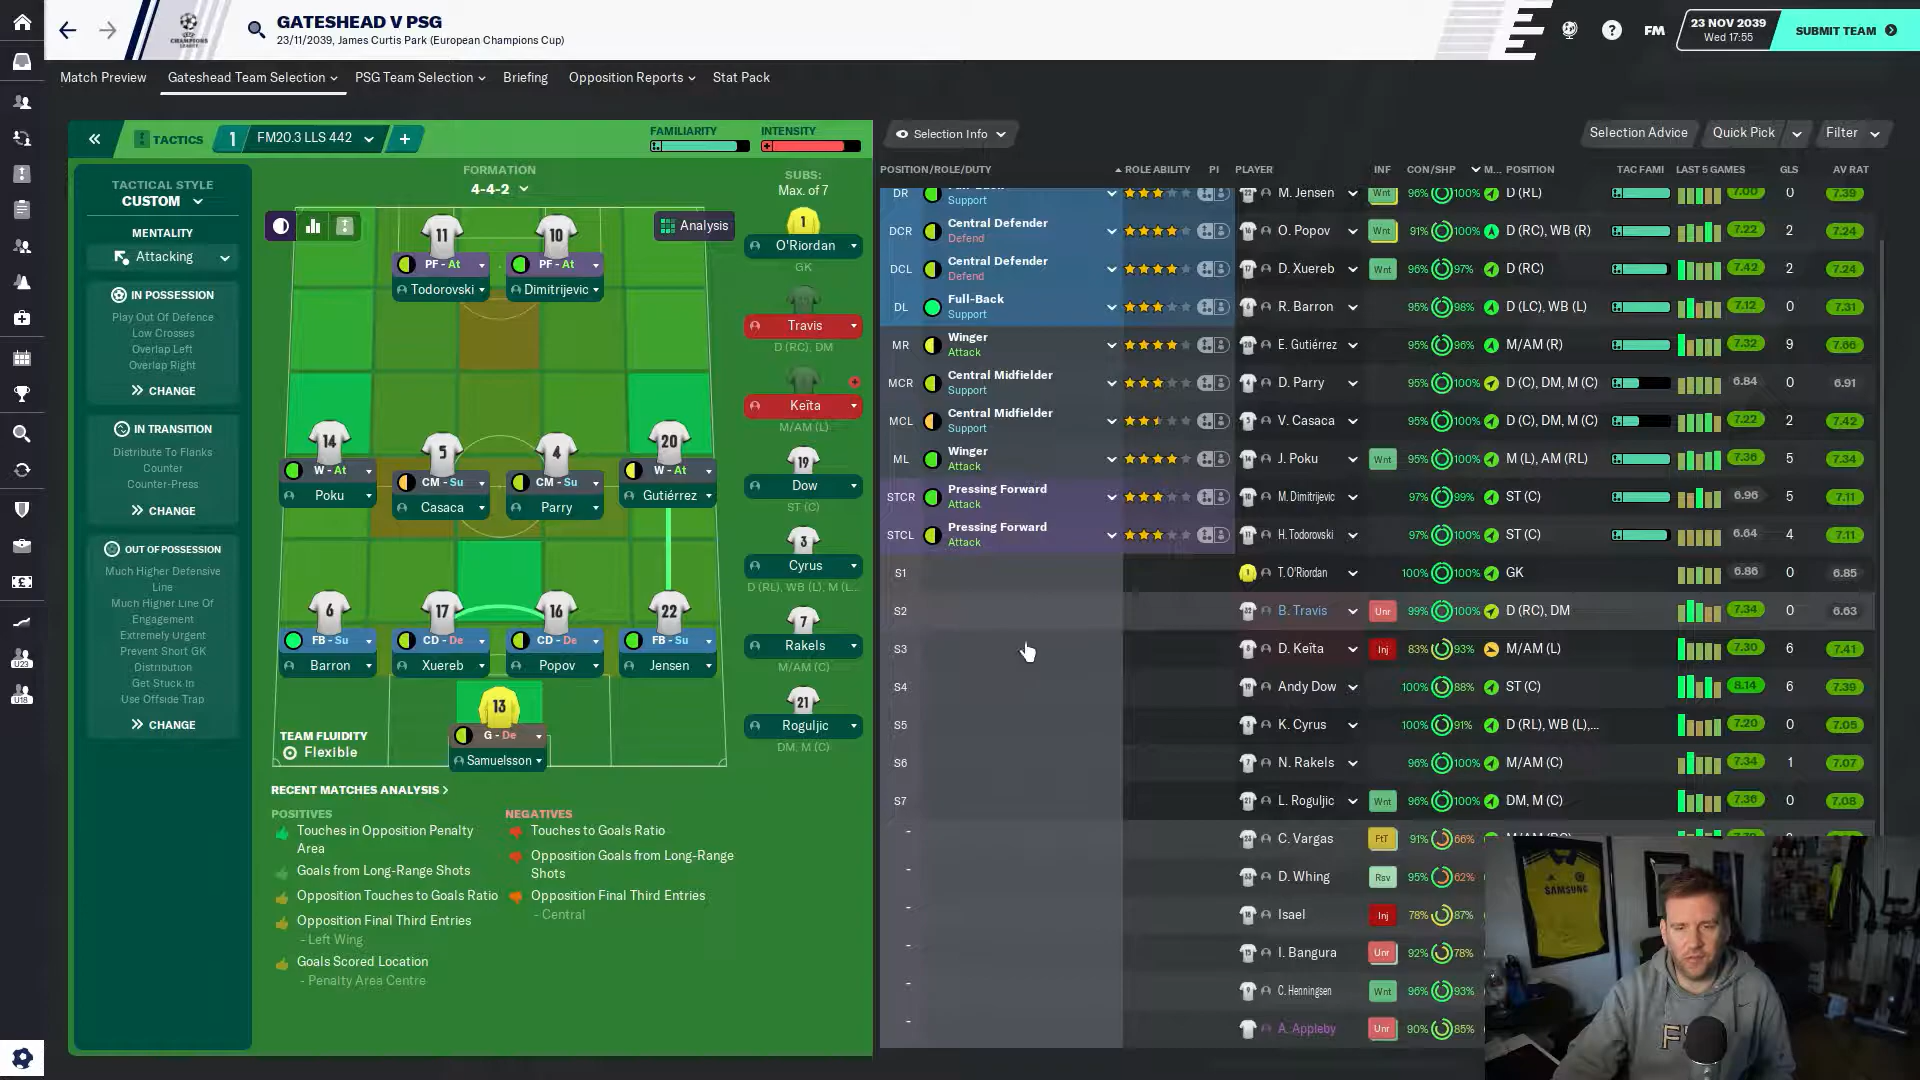 GATESHEAD V PSG
23/11/2039, James Curtis Park (European Champions Cup)
CHAMPIONS LEAGUE
FM
23 NOV 2039
Wed 17:55
SUBMIT TEAM
Match Preview
Gateshead Team Selection
PSG Team Selection
Briefing
Opposition Reports
Stat Pack
TACTICS
1
FM20.3 LLS 442
FAMILIARITY
INTENSITY
FORMATION
4-4-2
SUBS:
Max. of 7
TACTICAL STYLE
CUSTOM
MENTALITY
Attacking
IN POSSESSION
Play Out Of Defence
Low Crosses
Overlap Left
Overlap Right
CHANGE
IN TRANSITION
Distribute To Flanks
Counter
Counter-Press
CHANGE
OUT OF POSSESSION
Much Higher Defensive
Line
Much Higher Line Of
Engagement
Extremely Urgent
Prevent Short GK
Distribution
Get Stuck In
Use Offside Trap
CHANGE
Analysis
11
PF - At
Todorovski
10
PF - At
Dimitrijevic
14
W - At
Poku
5
CM - Su
Casaca
4
CM - Su
Parry
20
W - At
Gutiérrez
6
FB - Su
Barron
17
CD - De
Xuereb
16
CD - De
Popov
22
FB - Su
Jensen
13
G - De
Samuelsson
TEAM FLUIDITY
Flexible
1
O'Riordan
GK
Travis
D (RC), DM
Keïta
M/AM (L)
19
Dow
ST (C)
3
Cyrus
D (RL), WB (L), M (L...
7
Rakels
M/AM (C)
21
Roguljic
DM, M (C)
RECENT MATCHES ANALYSIS >
POSITIVES
Touches in Opposition Penalty
Area
Goals from Long-Range Shots
Opposition Touches to Goals Ratio
Opposition Final Third Entries
- Left Wing
Goals Scored Location
- Penalty Area Centre
NEGATIVES
Touches to Goals Ratio
Opposition Goals from Long-Range
Shots
Opposition Final Third Entries
- Central
Selection Info
Selection Advice
Quick Pick
Filter
POSITION/ROLE/DUTY ROLE ABILITY PI PLAYER INF CON/SHP M... POSITION TAC FAMI LAST 5 GAMES GLS AV RAT
DR Full-Back Support M. Jensen Wnt 96% 100% D (RL) 7.00 0 7.39
DCR Central Defender Defend O. Popov Wnt 91% 100% D (RC), WB (R) 7.22 2 7.24
DCL Central Defender Defend D. Xuereb Wnt 96% 97% D (RC) 7.42 2 7.24
DL Full-Back Support R. Barron 95% 98% D (LC), WB (L) 7.12 0 7.31
MR Winger Attack E. Gutiérrez 95% 96% M/AM (R) 7.32 9 7.66
MCR Central Midfielder Support D. Parry 95% 100% D (C), DM, M (C) 6.84 0 6.91
MCL Central Midfielder Support V. Casaca 95% 100% D (C), DM, M (C) 7.22 2 7.42
ML Winger Attack J. Poku Wnt 95% 100% M (L), AM (RL) 7.36 5 7.34
STCR Pressing Forward Attack M. Dimitrijevic 97% 99% ST (C) 6.96 5 7.11
STCL Pressing Forward Attack H. Todorovski 97% 100% ST (C) 6.64 4 7.11
S1 T. O'Riordan 100% 100% GK 6.86 0 6.85
S2 B. Travis Unr 99% 100% D (RC), DM 7.34 0 6.63
S3 D. Keïta Inj 83% 93% M/AM (L) 7.30 6 7.41
S4 Andy Dow 100% 88% ST (C) 8.14 6 7.39
S5 K. Cyrus 100% 91% D (RL), WB (L),... 7.20 0 7.05
S6 N. Rakels 96% 100% M/AM (C) 7.34 1 7.07
S7 L. Roguljic Wnt 96% 100% DM, M (C) 7.36 0 7.08
- C. Vargas FtT 91% 66%
- D. Whing Rsv 95% 62%
- Isael Inj 78% 87%
- I. Bangura Unr 92% 78%
- C. Henningsen Wnt 96% 93%
- A. Appleby Unr 90% 85%
U23
U18
SAMSUNG